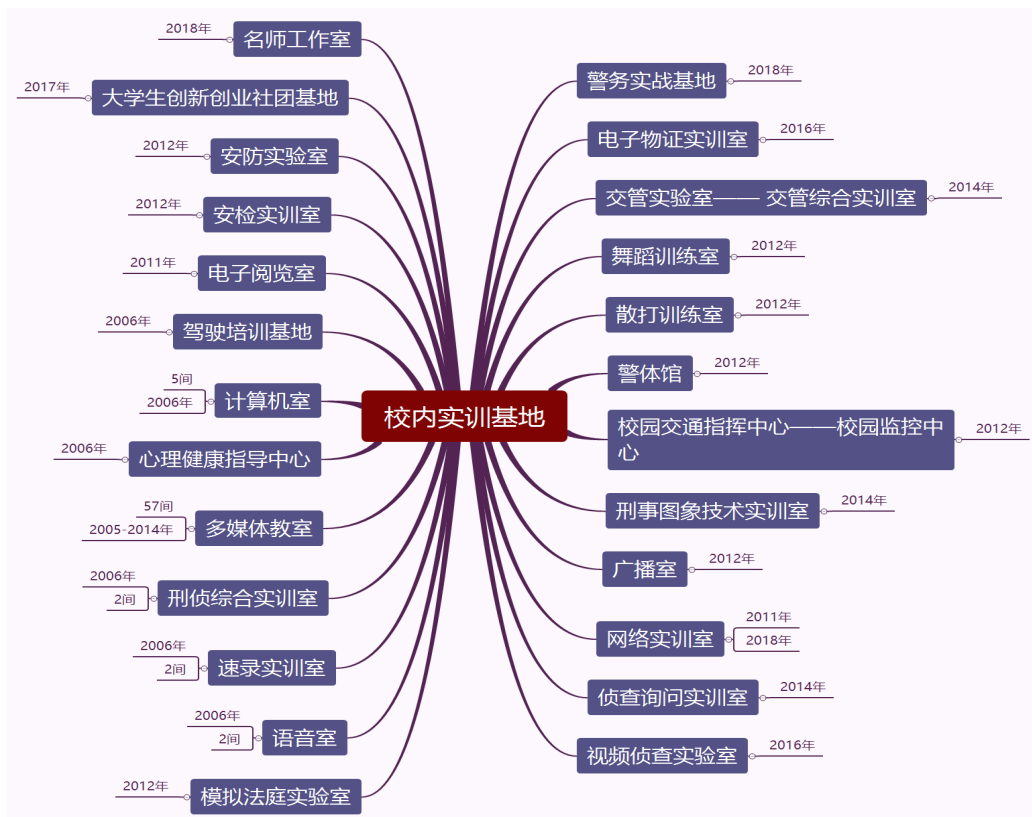 校内实训基地
名师工作室
2018年
大学生创新创业社团基地
2017年
安防实验室
2012年
安检实训室
2012年
电子阅览室
2011年
驾驶培训基地
2006年
计算机室
5间
2006年
心理健康指导中心
2006年
多媒体教室
57间
2005-2014年
刑侦综合实训室
2006年
2间
速录实训室
2006年
2间
语音室
2006年
2间
模拟法庭实验室
2012年
警务实战基地
2018年
电子物证实训室
2016年
交管实验室—— 交管综合实训室
2014年
舞蹈训练室
2012年
散打训练室
2012年
警体馆
2012年
校园交通指挥中心——校园监控中
心
2012年
刑事图象技术实训室
2014年
广播室
2012年
网络实训室
2011年
2018年
侦查询问实训室
2014年
视频侦查实验室
2016年